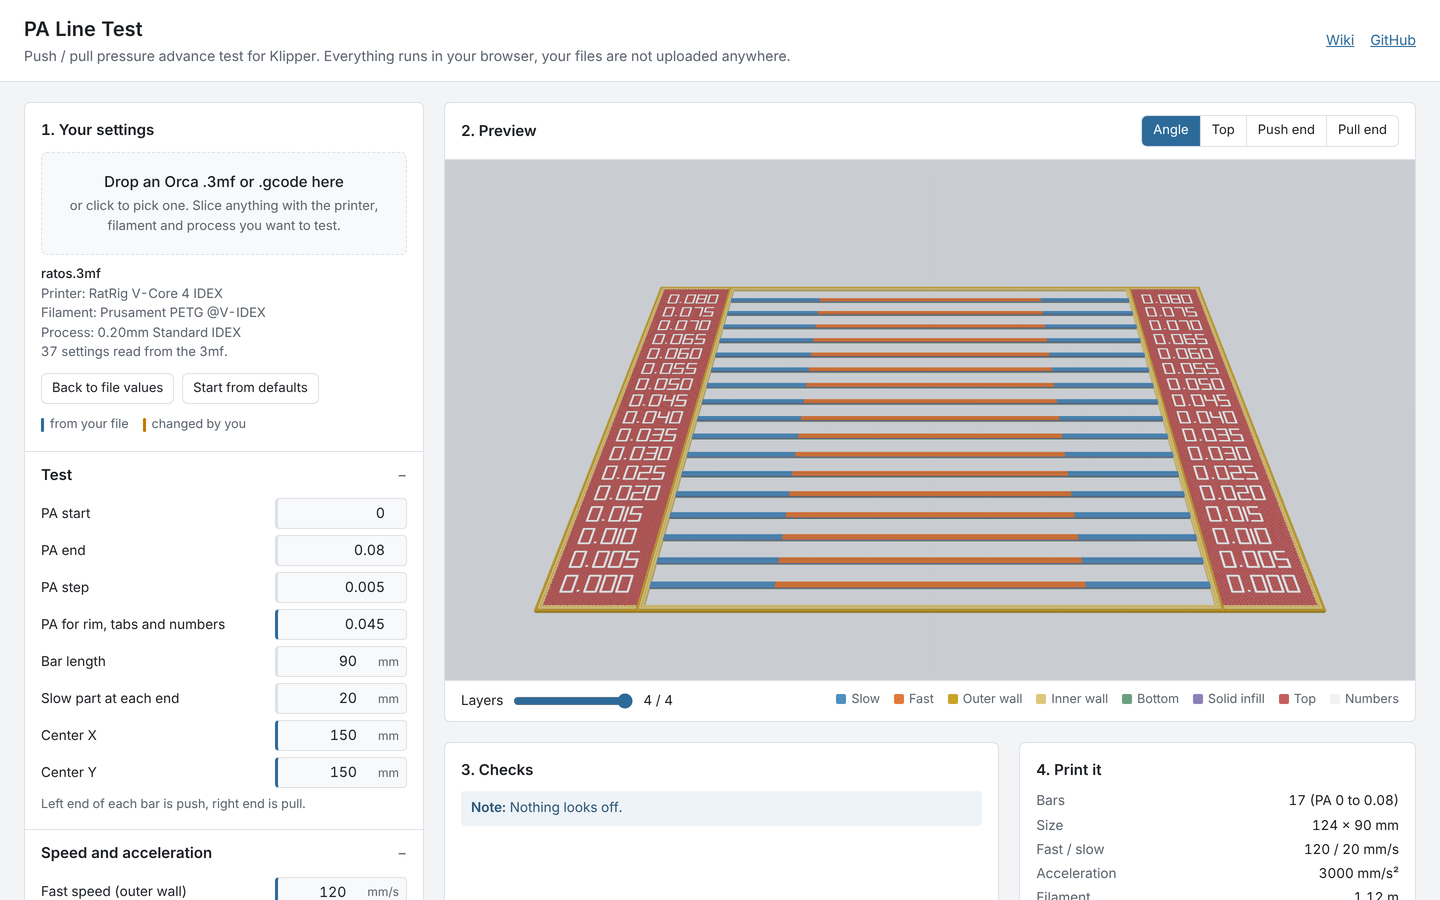 PA Line Test
Push / pull pressure advance test for Klipper. Everything runs in your browser, your files are not uploaded anywhere.
Wiki
GitHub
1. Your settings
Drop an Orca .3mf or .gcode here
or click to pick one. Slice anything with the printer,
filament and process you want to test.
ratos.3mf
Printer: RatRig V-Core 4 IDEX
Filament: Prusament PETG @V-IDEX
Process: 0.20mm Standard IDEX
37 settings read from the 3mf.
Back to file values
Start from defaults
from your file
changed by you
Test
−
PA start
0
PA end
0.08
PA step
0.005
PA for rim, tabs and numbers
0.045
Bar length
90 mm
Slow part at each end
20 mm
Center X
150 mm
Center Y
150 mm
Left end of each bar is push, right end is pull.
Speed and acceleration
−
Fast speed (outer wall)
120 mm/s
2. Preview
Angle
Top
Push end
Pull end
0.080 0.080
0.075 0.075
0.070 0.070
0.065 0.065
0.060 0.060
0.055 0.055
0.050 0.050
0.045 0.045
0.040 0.040
0.035 0.035
0.030 0.030
0.025 0.025
0.020 0.020
0.015 0.015
0.010 0.010
0.005 0.005
0.000 0.000
Layers
4 / 4
Slow
Fast
Outer wall
Inner wall
Bottom
Solid infill
Top
Numbers
3. Checks
Note: Nothing looks off.
4. Print it
Bars
17 (PA 0 to 0.08)
Size
124 × 90 mm
Fast / slow
120 / 20 mm/s
Acceleration
3000 mm/s²
Filament
1.12 m